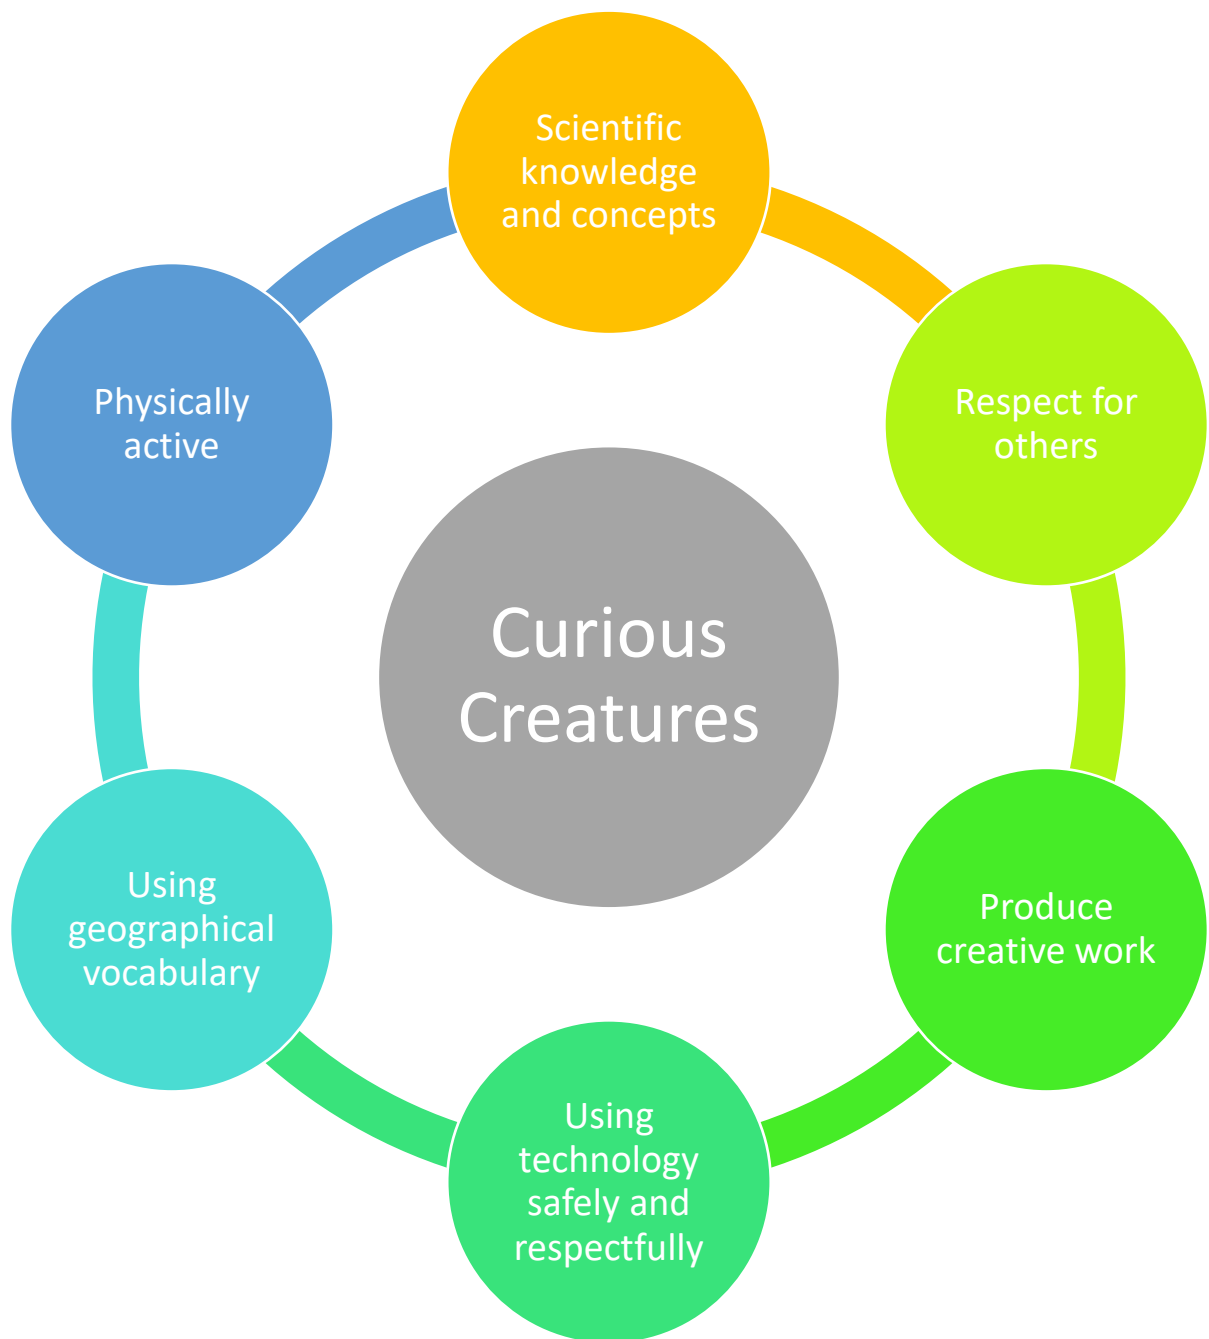 Scientific
knowledge
and concepts
Respect for
others
Produce
creative work
Using
technology
safely and
respectfully
Using
geographical
vocabulary
Physically
active
Curious
Creatures